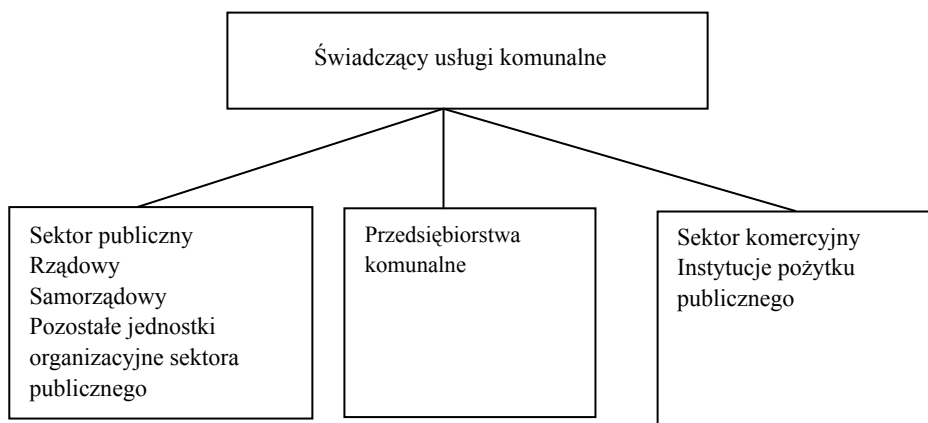 Świadczący usługi komunalne
Sektor publiczny
Rządowy
Samorządowy
Pozostałe jednostki
organizacyjne sektora
publicznego
Przedsiębiorstwa
komunalne
Sektor komercyjny
Instytucje pożytku
publicznego